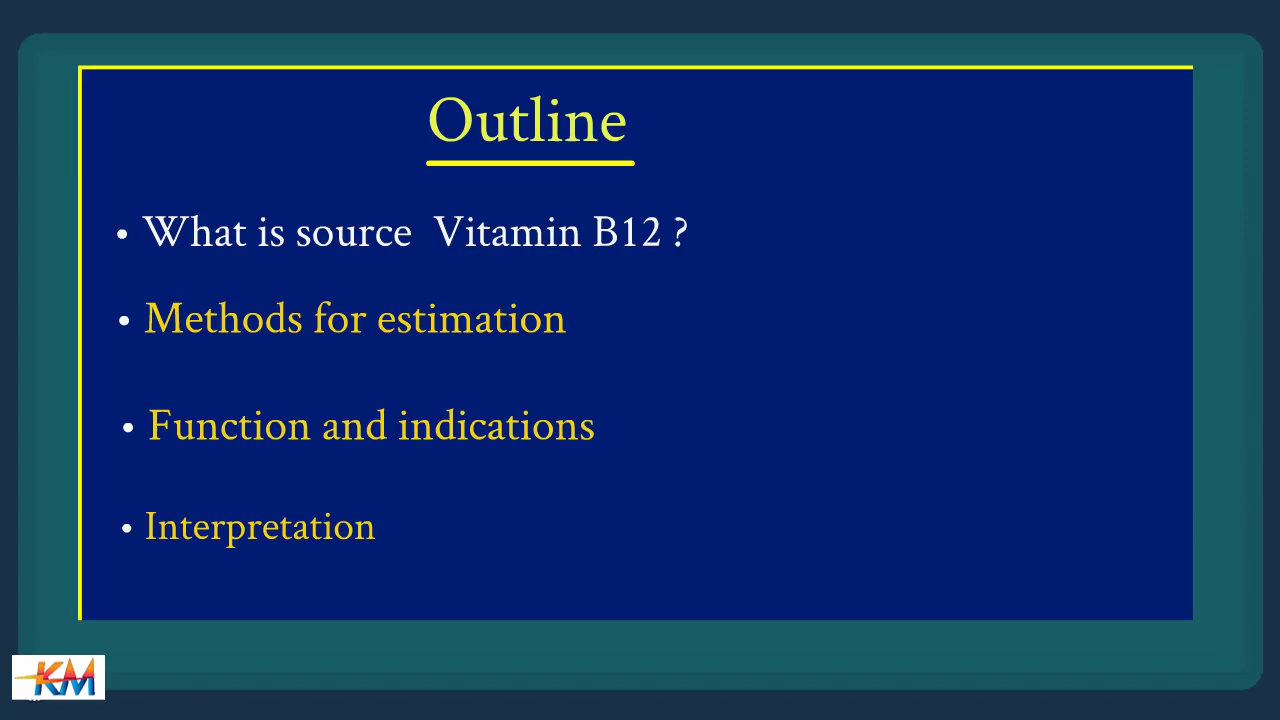 Outline
• What is source Vitamin B12 ?
• Methods for estimation
• Function and indications
• Interpretation
KM